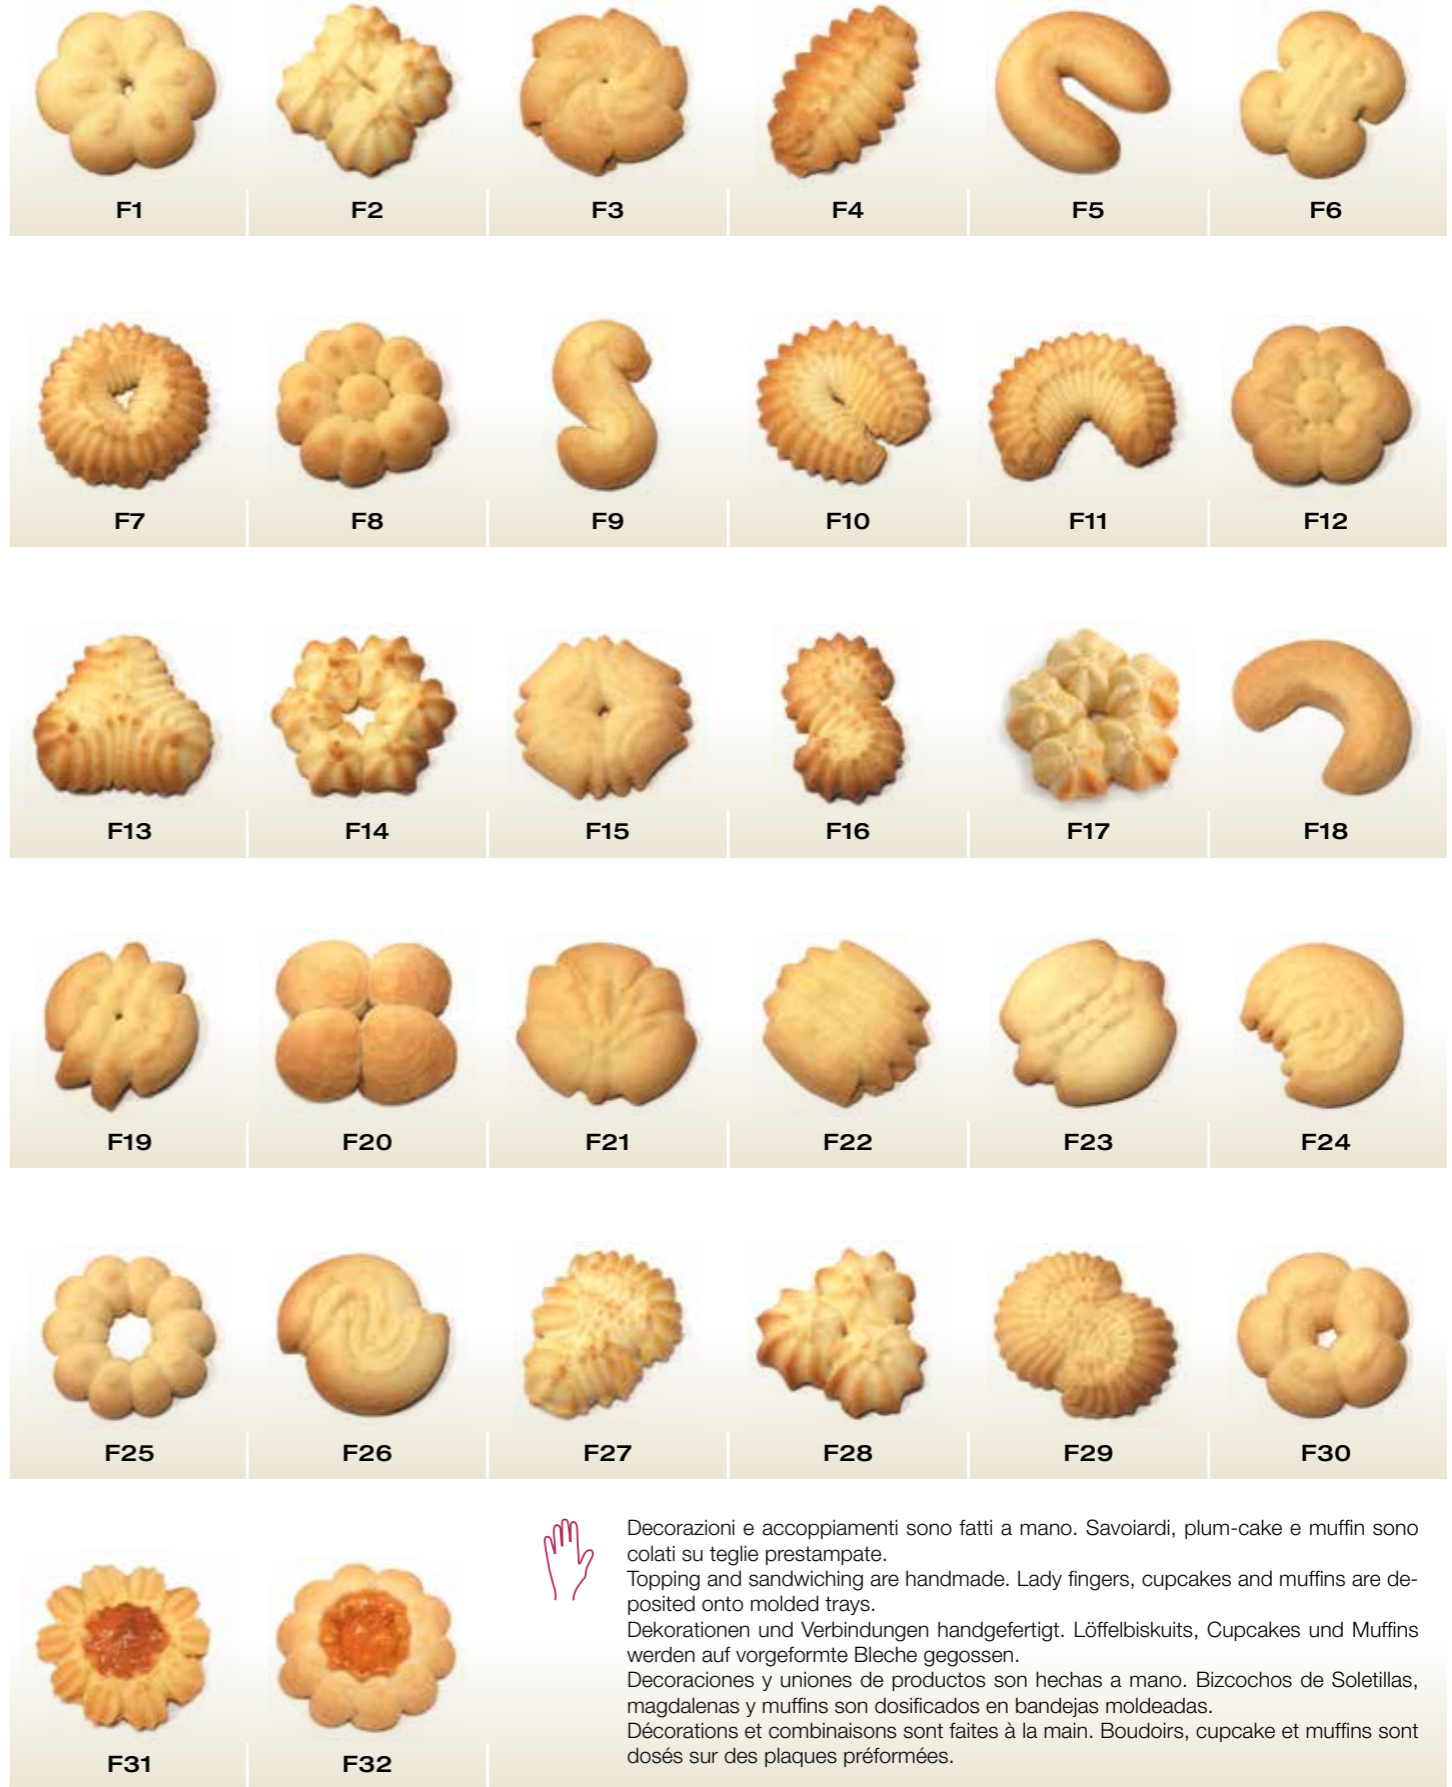 F1 F2 F3 F4 F5 F6
F7 F8 F9 F10 F11 F12
F13 F14 F15 F16 F17 F18
F19 F20 F21 F22 F23 F24
F25 F26 F27 F28 F29 F30
Decorazioni e accoppiamenti sono fatti a mano. Savoiardi, plum-cake e muffin sono
colati su teglie prestampate.
Topping and sandwiching are handmade. Lady fingers, cupcakes and muffins are de-
posited onto molded trays.
Dekorationen und Verbindungen handgefertigt. Löffelbiskuits, Cupcakes und Muffins
werden auf vorgeformte Bleche gegossen.
Decoraciones y uniones de productos son hechas a mano. Bizcochos de Soletillas,
magdalenas y muffins son dosificados en bandejas moldeadas.
Décorations et combinaisons sont faites à la main. Boudoirs, cupcake et muffins sont
dosés sur des plaques préformées.
F31 F32